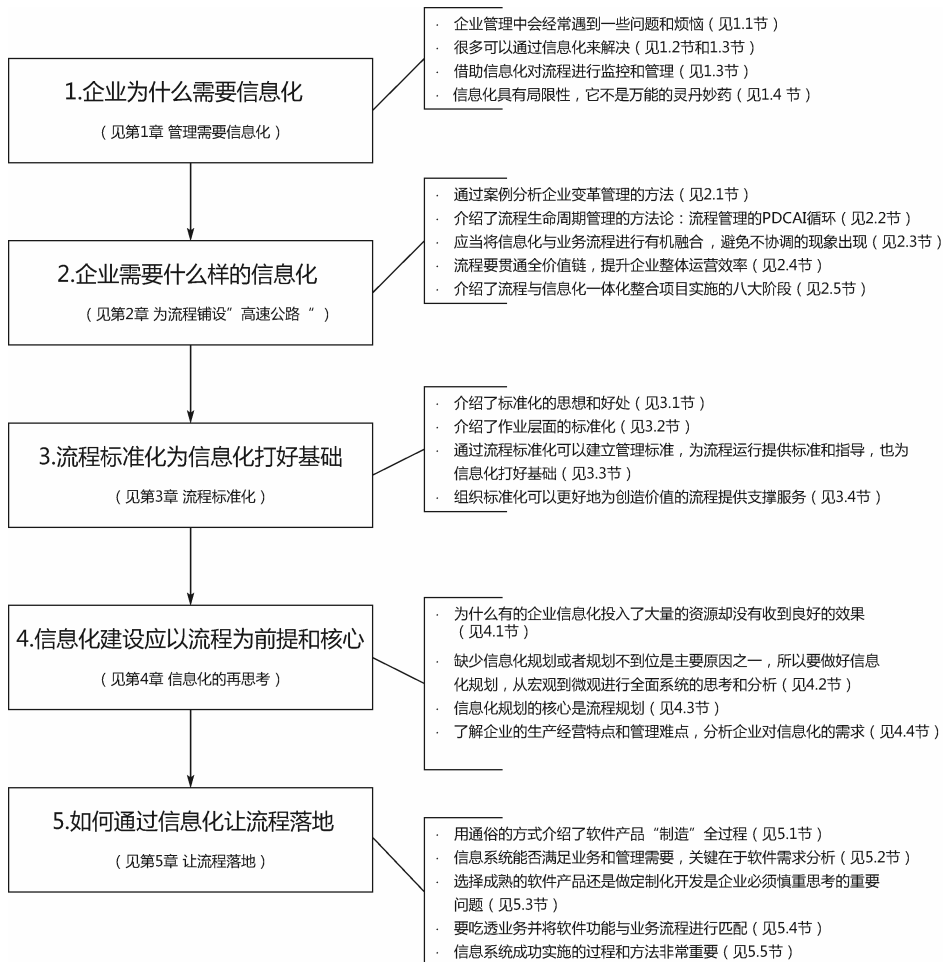 1.企业为什么需要信息化
（见第1章 管理需要信息化）
· 企业管理中会经常遇到一些问题和烦恼（见1.1节）
· 很多可以通过信息化来解决（见1.2节和1.3节）
· 借助信息化对流程进行监控和管理（见1.3节）
· 信息化具有局限性，它不是万能的灵丹妙药（见1.4 节）
2.企业需要什么样的信息化
（见第2章 为流程铺设”高速公路“ ）
· 通过案例分析企业变革管理的方法（见2.1节）
· 介绍了流程生命周期管理的方法论：流程管理的PDCAI循环（见2.2节）
· 应当将信息化与业务流程进行有机融合，避免不协调的现象出现（见2.3节）
· 流程要贯通全价值链，提升企业整体运营效率（见2.4节）
· 介绍了流程与信息化一体化整合项目实施的八大阶段（见2.5节）
3.流程标准化为信息化打好基础
（见第3章 流程标准化）
· 介绍了标准化的思想和好处（见3.1节）
· 介绍了作业层面的标准化（见3.2节）
· 通过流程标准化可以建立管理标准，为流程运行提供标准和指导，也为
信息化打好基础（见3.3节）
· 组织标准化可以更好地为创造价值的流程提供支撑服务（见3.4节）
4.信息化建设应以流程为前提和核心
（见第4章 信息化的再思考）
· 为什么有的企业信息化投入了大量的资源却没有收到良好的效果
（见4.1节）
· 缺少信息化规划或者规划不到位是主要原因之一，所以要做好信息
化规划，从宏观到微观进行全面系统的思考和分析（见4.2节）
· 信息化规划的核心是流程规划（见4.3节）
· 了解企业的生产经营特点和管理难点，分析企业对信息化的需求（见4.4节）
5.如何通过信息化让流程落地
（见第5章 让流程落地）
· 用通俗的方式介绍了软件产品“制造”全过程（见5.1节）
· 信息系统能否满足业务和管理需要，关键在于软件需求分析（见5.2节）
· 选择成熟的软件产品还是做定制化开发是企业必须慎重思考的重要
问题（见5.3节）
· 要吃透业务并将软件功能与业务流程进行匹配（见5.4节）
· 信息系统成功实施的过程和方法非常重要（见5.5节）